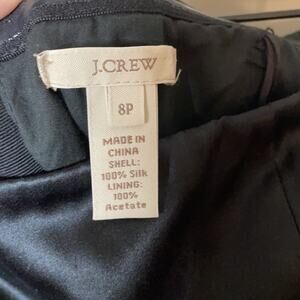 J.CREW
8P
MADE IN
CHINA
SHELL:
100% Silk
LINING:
100%
Acetate